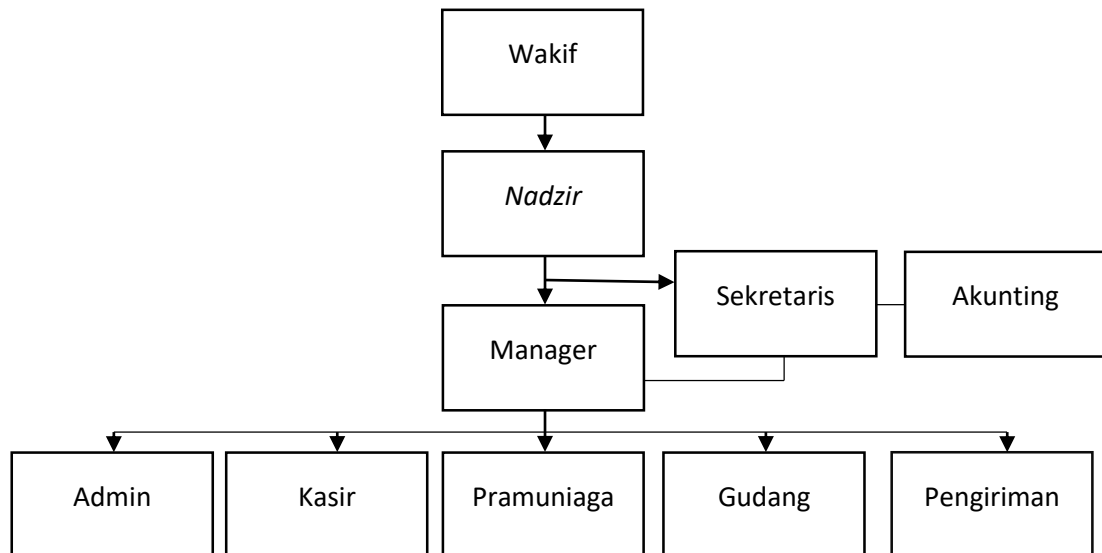 Wakif
Nadzir
Sekretaris
Akunting
Manager
Admin
Kasir
Pramuniaga
Gudang
Pengiriman